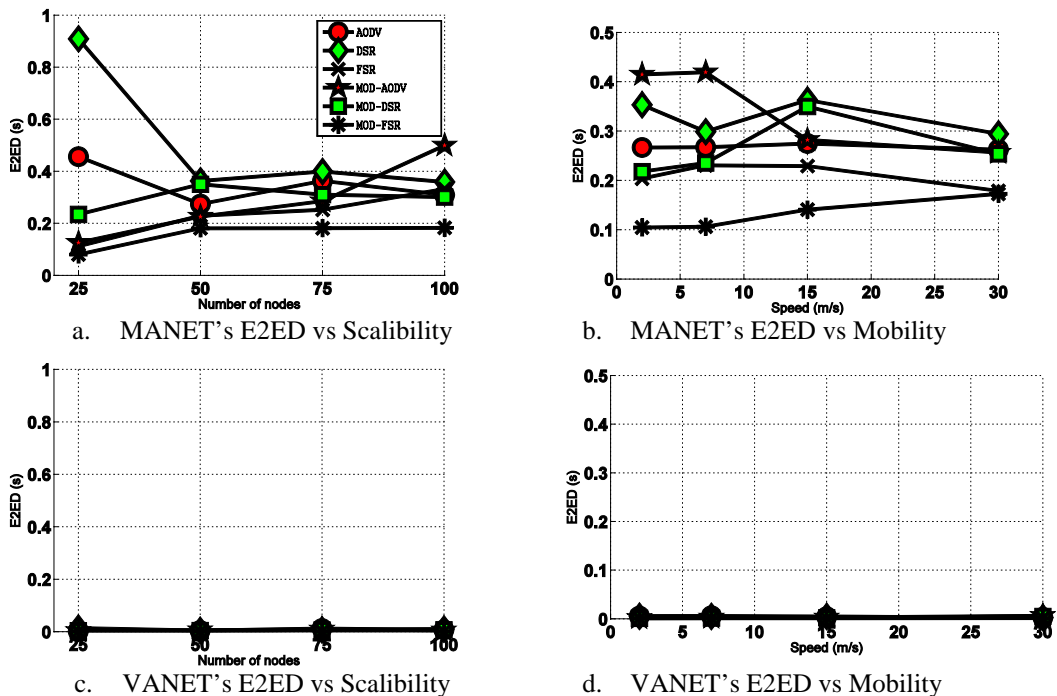 1
0.8
0.6
0.4
0.2
0
E2ED (s)
25 50 75 100
Number of nodes
AODV
DSR
FSR
MOD-AODV
MOD-DSR
MOD-FSR
a. MANET's E2ED vs Scalibility
0.5
0.4
0.3
0.2
0.1
0
E2ED (s)
0 5 10 15 20 25 30
Speed (m/s)
b. MANET's E2ED vs Mobility
1
0.8
0.6
0.4
0.2
0
E2ED (s)
25 50 75 100
Number of nodes
c. VANET's E2ED vs Scalibility
0.5
0.4
0.3
0.2
0.1
0
E2ED (s)
0 5 10 15 20 25 30
Speed (m/s)
d. VANET's E2ED vs Mobility